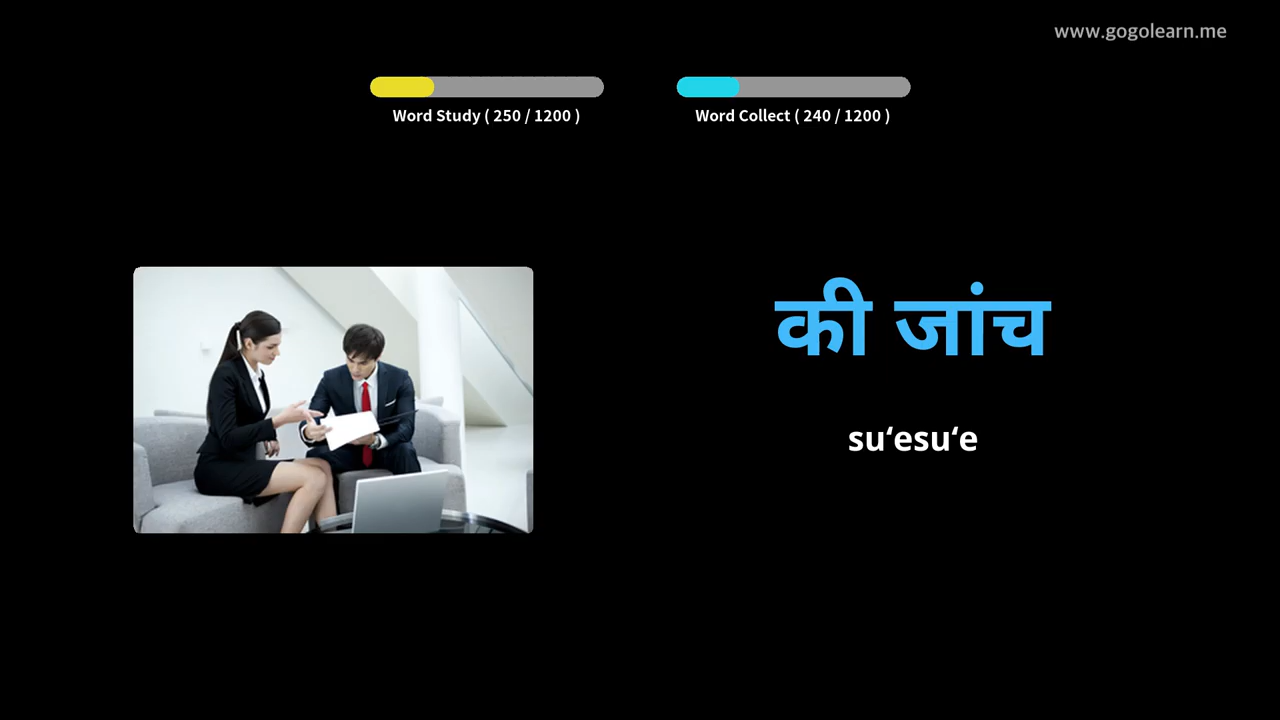 www.gogolearn.me
Word Study ( 250 / 1200 )
Word Collect ( 240 / 1200 )
की जांच
su‘esu‘e